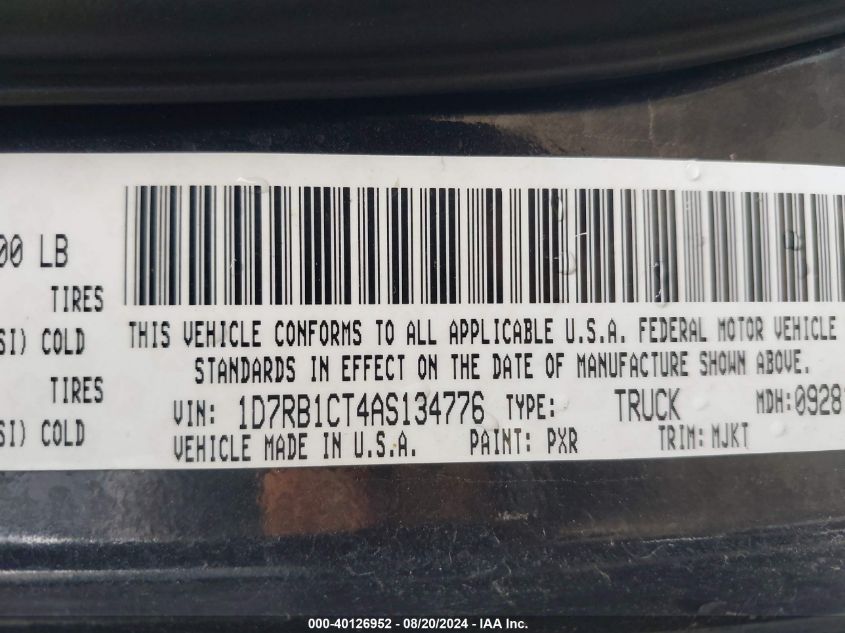 00 LB
TIRES
SI) COLD
THIS VEHICLE CONFORMS TO ALL APPLICABLE U.S.A. FEDERAL MOTOR VEHICLE
STANDARDS IN EFFECT ON THE DATE OF MANUFACTURE SHOWN ABOVE.
TIRES
VIN: 1D7RB1CT4AS134776 TYPE: TRUCK MDH:0928
SI) COLD
VEHICLE MADE IN U.S.A. PAINT: PXR TRIM: MJKT
000-40126952 - 08/20/2024 - IAA Inc.